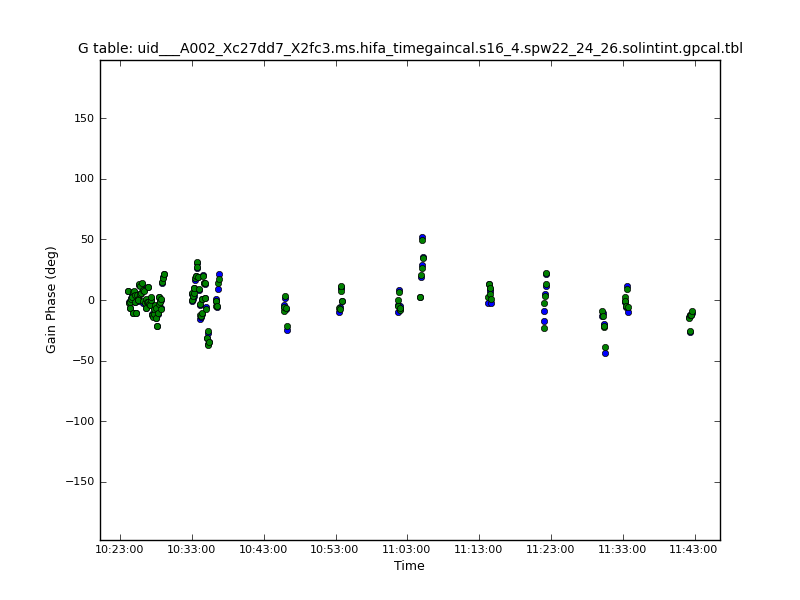 G table: uid___A002_Xc27dd7_X2fc3.ms.hifa_timegaincal.s16_4.spw22_24_26.solintint.gpcal.tbl
150
100
50
0
−50
−100
−150
Gain Phase (deg)
10:23:00 10:33:00 10:43:00 10:53:00 11:03:00 11:13:00 11:23:00 11:33:00 11:43:00
Time